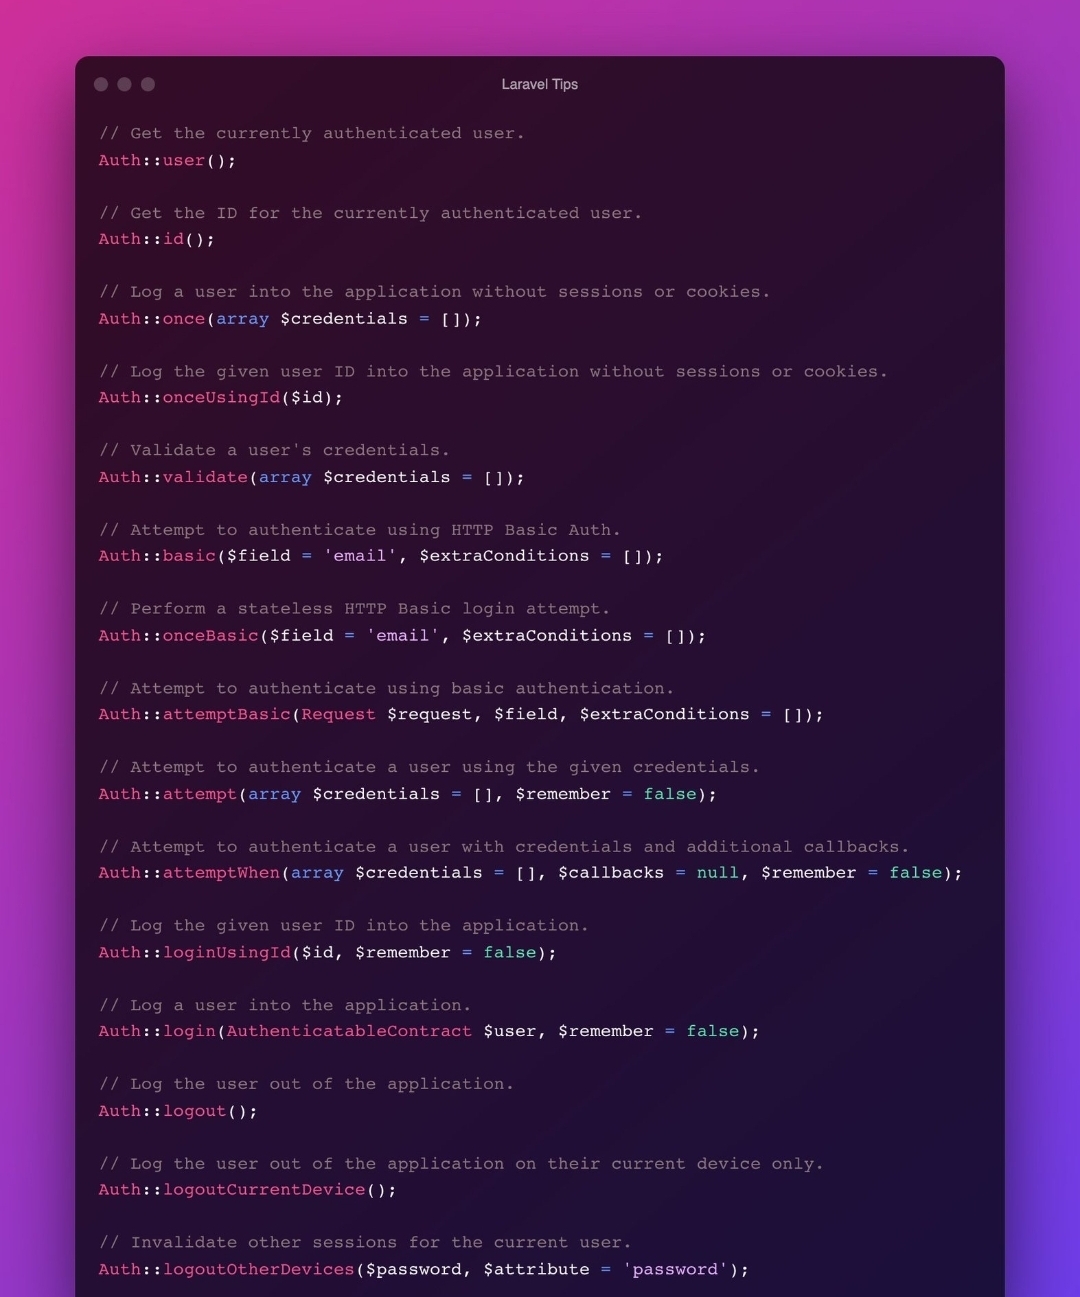 Laravel Tips
// Get the currently authenticated user.
Auth::user();
// Get the ID for the currently authenticated user.
Auth::id();
// Log a user into the application without sessions or cookies.
Auth::once(array $credentials = []);
// Log the given user ID into the application without sessions or cookies.
Auth::onceUsingId($id);
// Validate a user's credentials.
Auth::validate(array $credentials = []);
// Attempt to authenticate using HTTP Basic Auth.
Auth::basic($field = 'email', $extraConditions = []);
// Perform a stateless HTTP Basic login attempt.
Auth::onceBasic($field = 'email', $extraConditions = []);
// Attempt to authenticate using basic authentication.
Auth::attemptBasic(Request $request, $field, $extraConditions = []);
// Attempt to authenticate a user using the given credentials.
Auth::attempt(array $credentials = [], $remember = false);
// Attempt to authenticate a user with credentials and additional callbacks.
Auth::attemptWhen(array $credentials = [], $callbacks = null, $remember = false);
// Log the given user ID into the application.
Auth::loginUsingId($id, $remember = false);
// Log a user into the application.
Auth::login(AuthenticatableContract $user, $remember = false);
// Log the user out of the application.
Auth::logout();
// Log the user out of the application on their current device only.
Auth::logoutCurrentDevice();
// Invalidate other sessions for the current user.
Auth::logoutOtherDevices($password, $attribute = 'password');